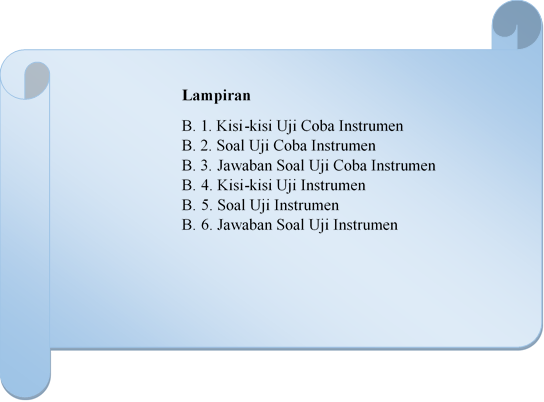 Lampiran
B. 1. Kisi-kisi Uji Coba Instrumen
B. 2. Soal Uji Coba Instrumen
B. 3. Jawaban Soal Uji Coba Instrumen
B. 4. Kisi-kisi Uji Instrumen
B. 5. Soal Uji Instrumen
B. 6. Jawaban Soal Uji Instrumen